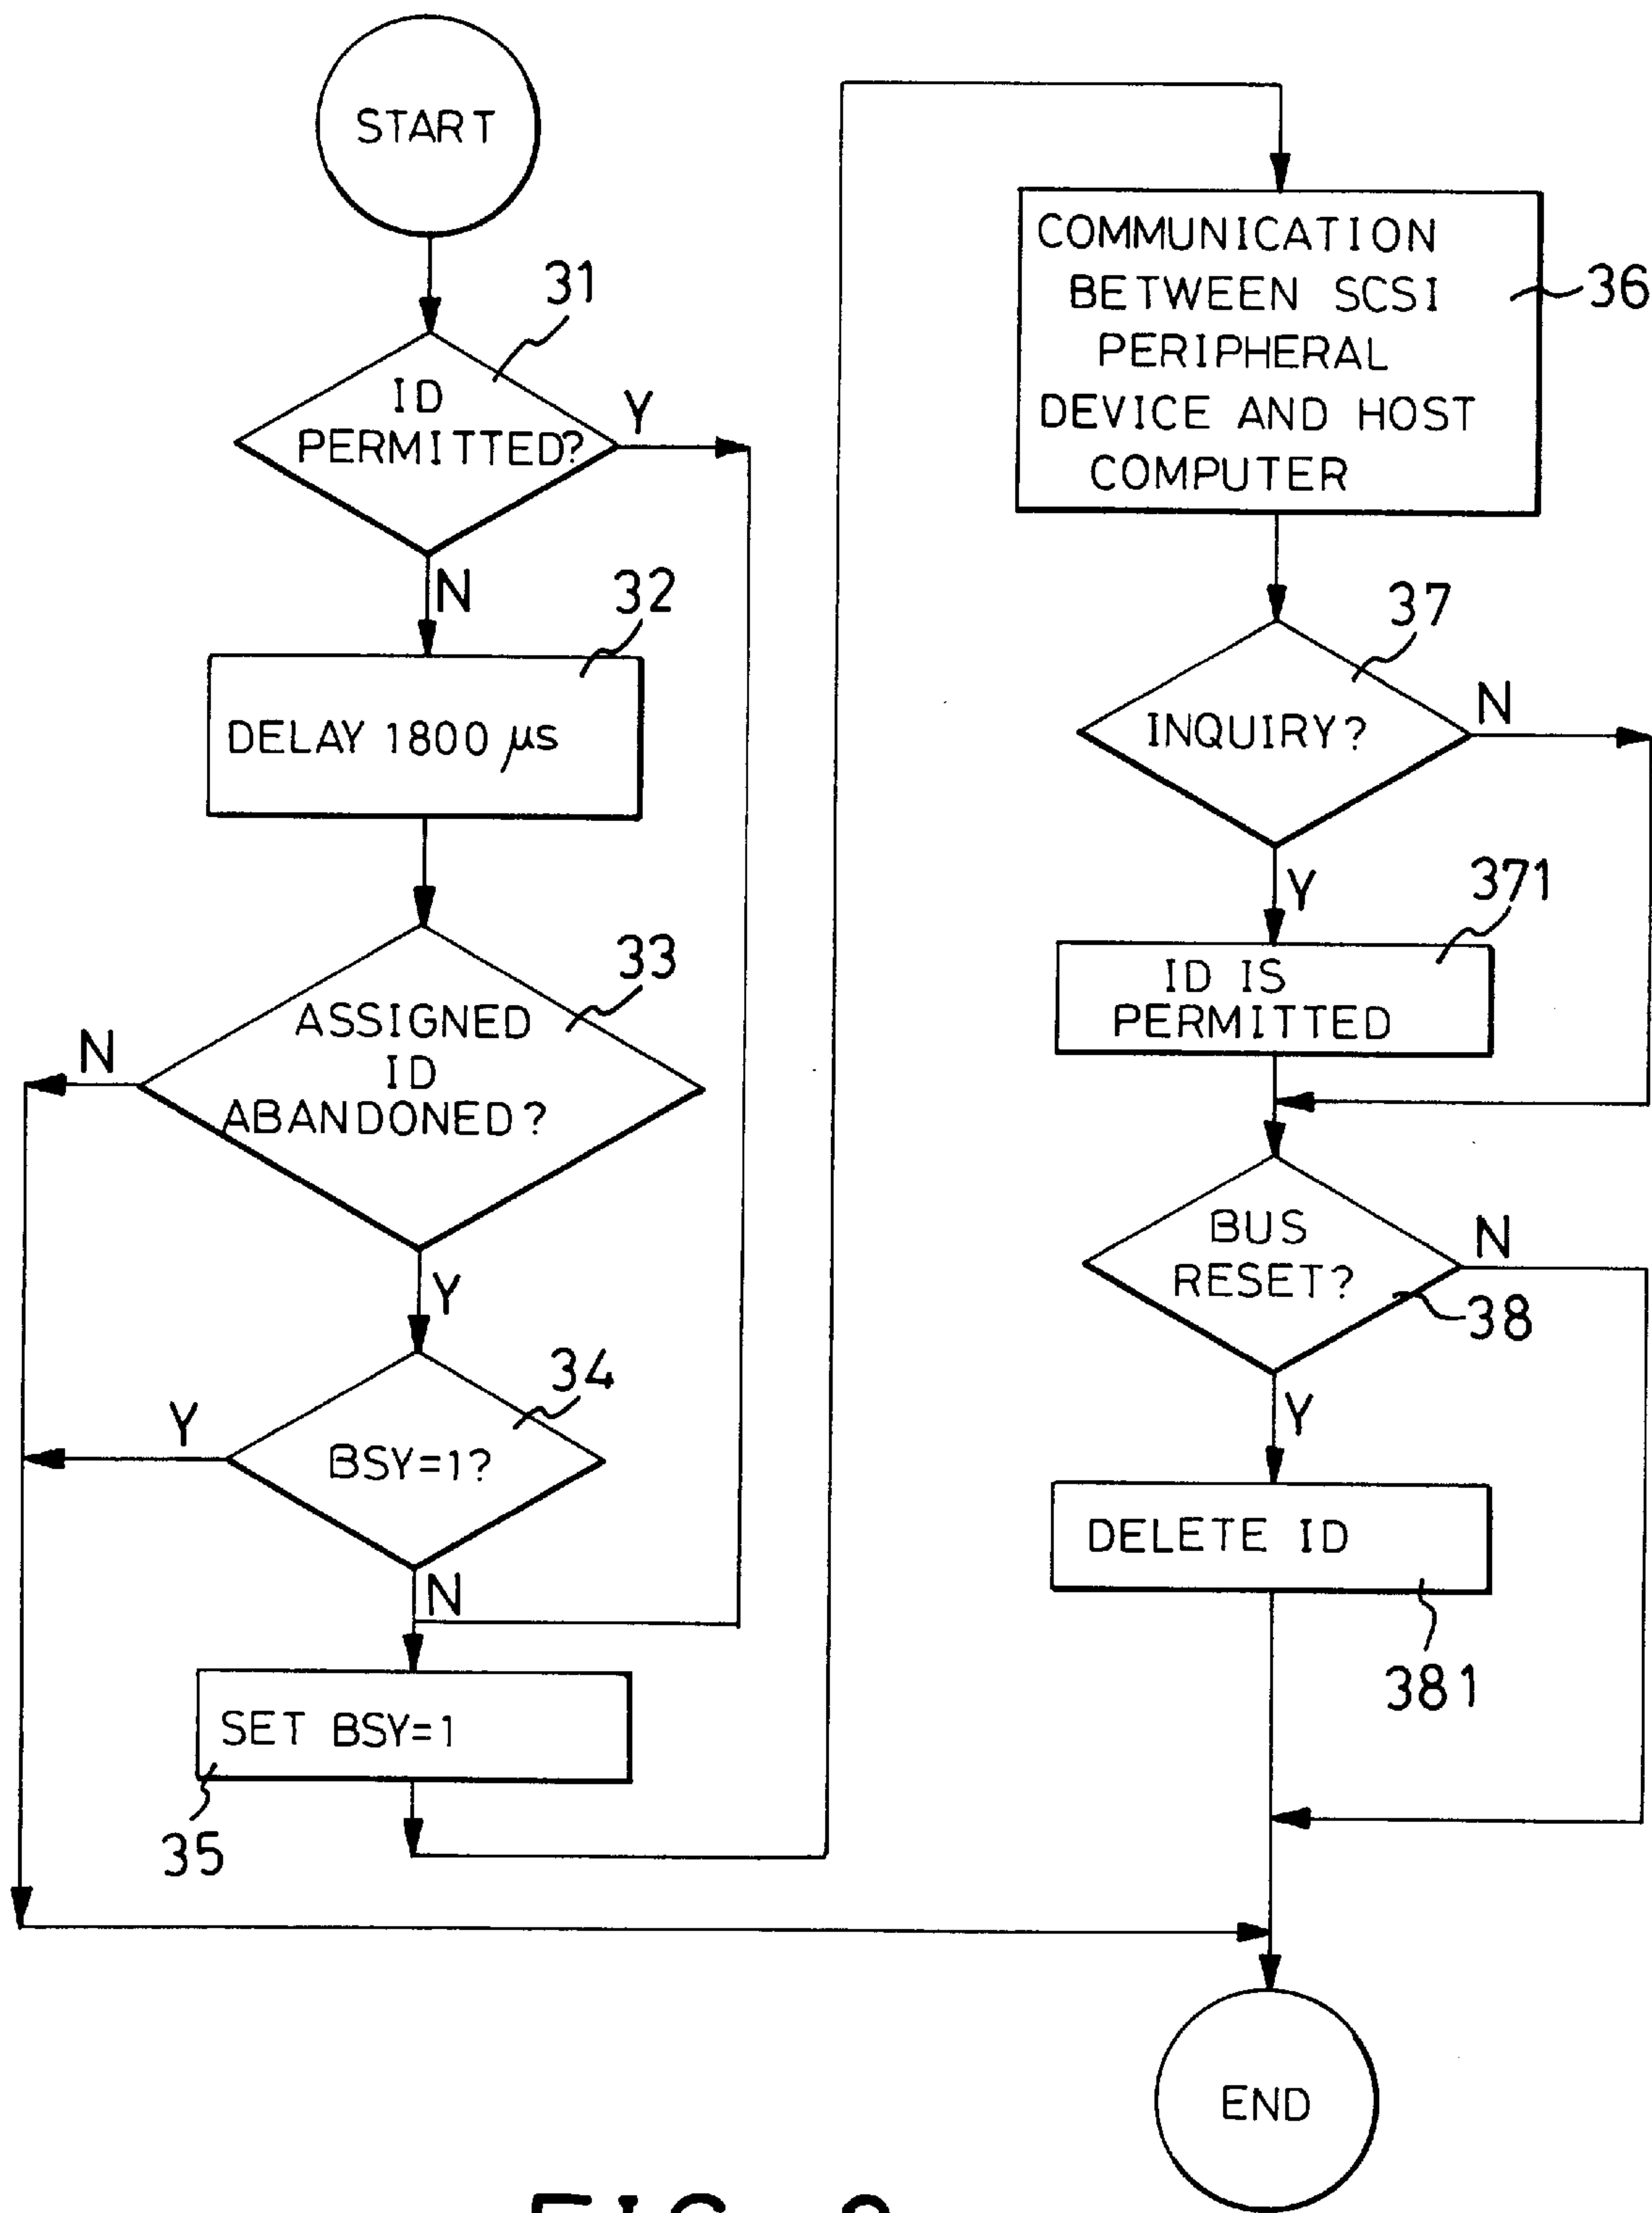 START
31
ID
PERMITTED?
Y
N
32
DELAY 1800 µs
33
ASSIGNED
ID
ABANDONED?
N
Y
34
BSY=1?
Y
N
SET BSY=1
35
COMMUNICATION
BETWEEN SCSI
PERIPHERAL
DEVICE AND HOST
COMPUTER
36
37
INQUIRY?
N
Y
371
ID IS
PERMITTED
BUS
RESET?
N
38
Y
DELETE ID
381
END